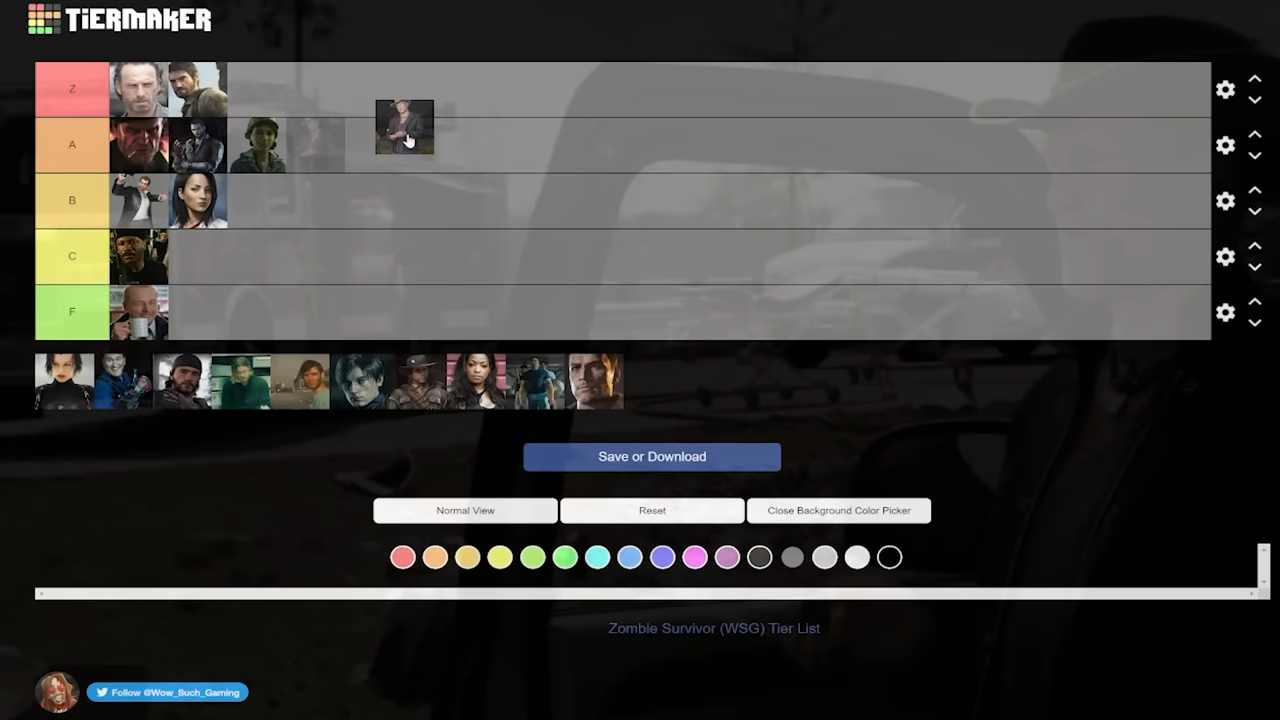 TiERMAKER
Z
A
B
C
F
Save or Download
Normal View
Reset
Close Background Color Picker
Zombie Survivor (WSG) Tier List
Follow @Wow_Such_Gaming